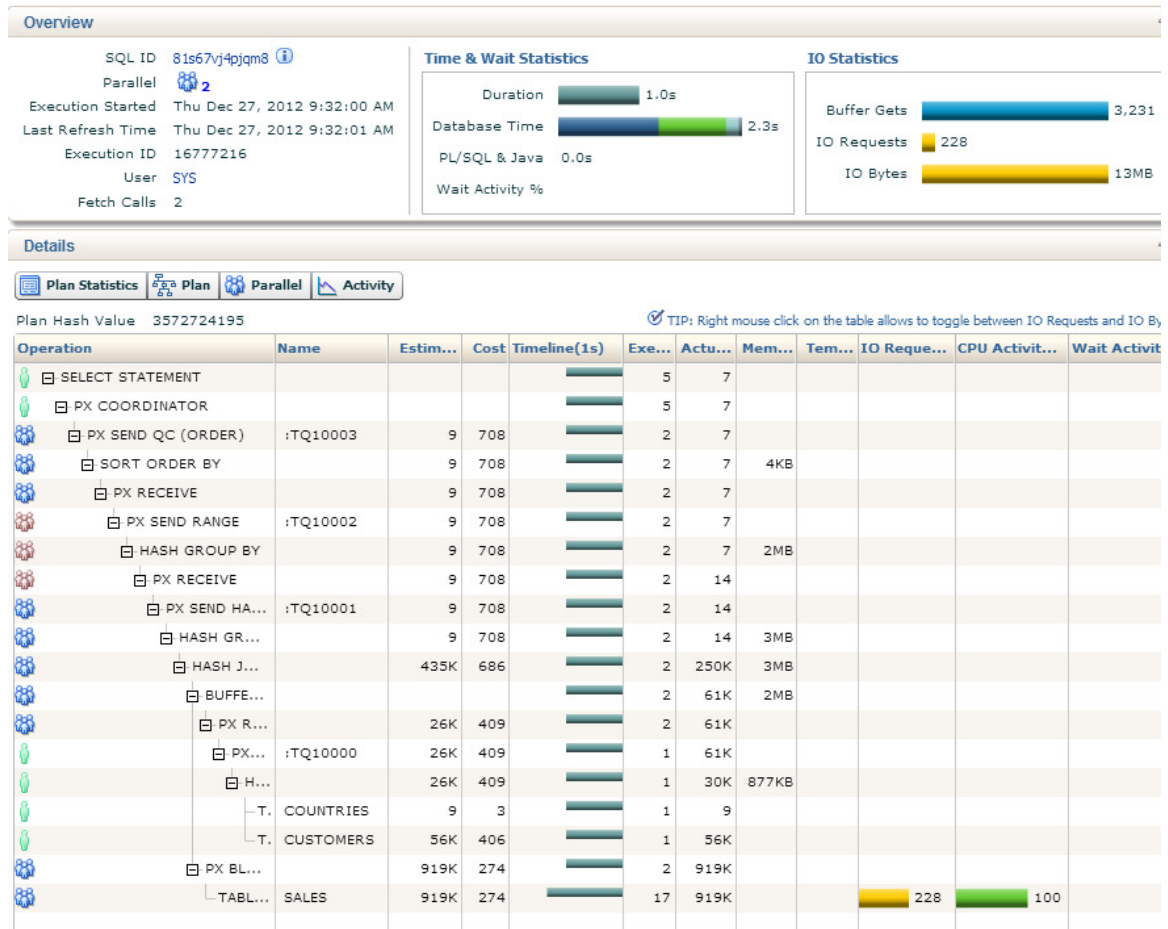 Overview
SQL ID 81s67vj4pjqm8
Parallel 2
Execution Started Thu Dec 27, 2012 9:32:00 AM
Last Refresh Time Thu Dec 27, 2012 9:32:01 AM
Execution ID 16777216
User SYS
Fetch Calls 2
Time & Wait Statistics
Duration 1.0s
Database Time 2.3s
PL/SQL & Java 0.0s
Wait Activity %
IO Statistics
Buffer Gets 3,231
IO Requests 228
IO Bytes 13MB
Details
Plan Statistics Plan Parallel Activity
Plan Hash Value 3572724195
TIP: Right mouse click on the table allows to toggle between IO Requests and IO By
Operation Name Estim... Cost Timeline(1s) Exe... Actu... Mem... Tem... IO Reque... CPU Activit... Wait Activit
SELECT STATEMENT 5 7
PX COORDINATOR 5 7
PX SEND QC (ORDER) :TQ10003 9 708 2 7
SORT ORDER BY 9 708 2 7 4KB
PX RECEIVE 9 708 2 7
PX SEND RANGE :TQ10002 9 708 2 7
HASH GROUP BY 9 708 2 7 2MB
PX RECEIVE 9 708 2 14
PX SEND HA... :TQ10001 9 708 2 14
HASH GR... 9 708 2 14 3MB
HASH J... 435K 686 2 250K 3MB
BUFFE... 2 61K 2MB
PX R... 26K 409 2 61K
PX... :TQ10000 26K 409 1 61K
H... 26K 409 1 30K 877KB
T. COUNTRIES 9 3 1 9
T. CUSTOMERS 56K 406 1 56K
PX BL... 919K 274 2 919K
TABL... SALES 919K 274 17 919K 228 100